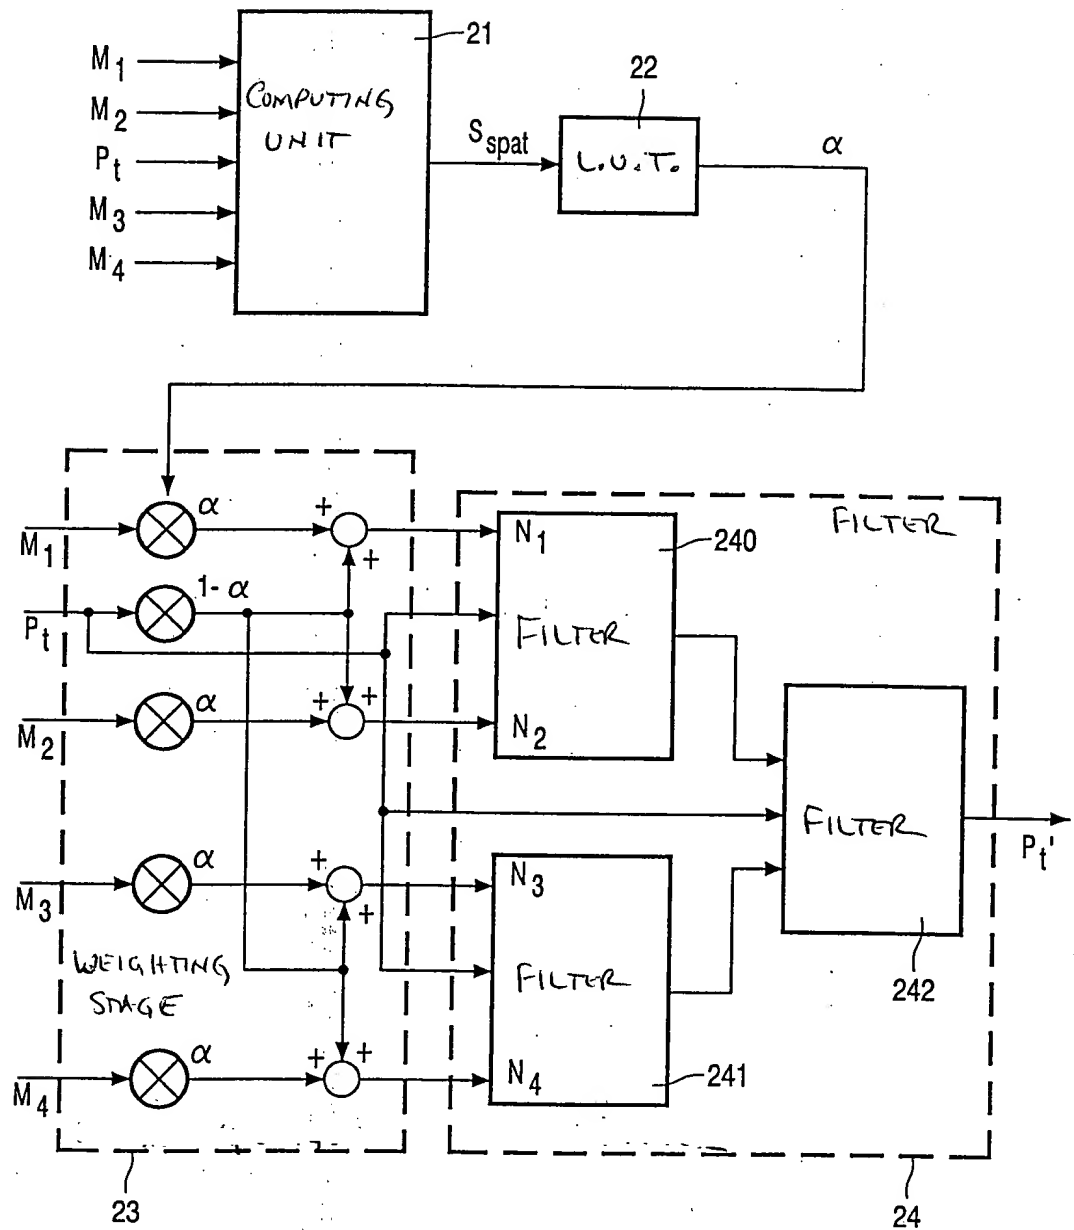 21
M1
COMPUTING
UNIT
M2
Pt
M3
M4
Sspat
22
L.U.T.
α
α
+
+
M1
1- α
Pt
α
+
+
M2
α
+
+
M3
WEIGHTING
STAGE
α
+
+
M4
23
FILTER
N1
240
FILTER
N2
FILTER
Pt'
242
N3
FILTER
N4
241
24